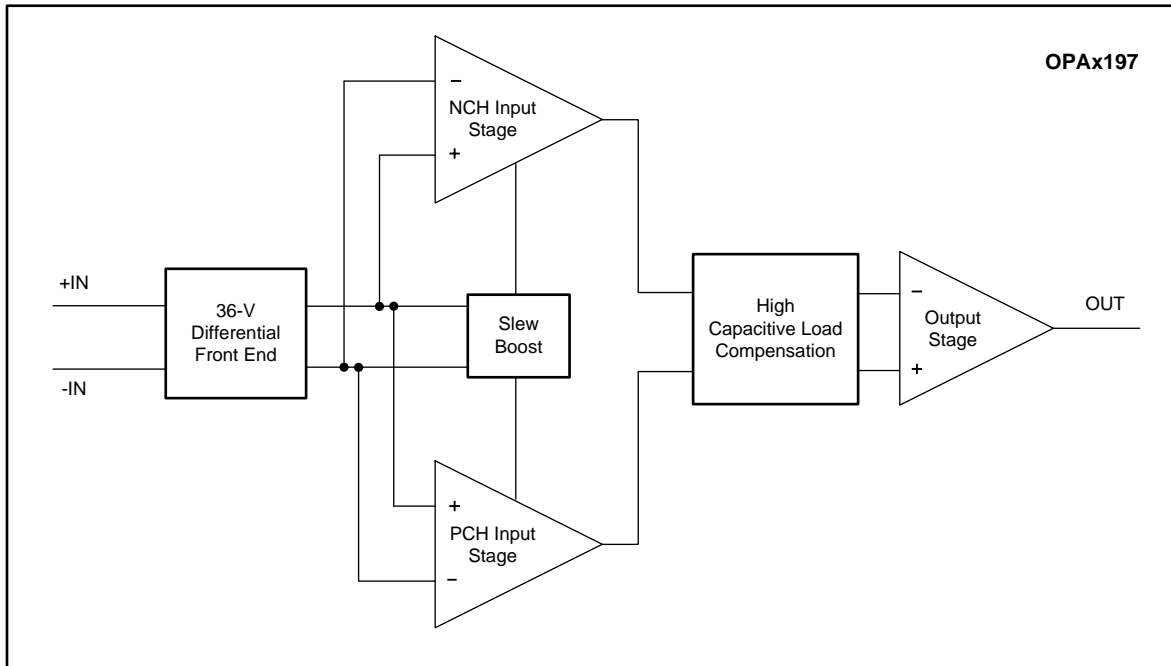 OPAx197
−
NCH Input
Stage
+
+IN
36-V
Differential
Front End
-IN
Slew
Boost
High
Capacitive Load
Compensation
−
Output
Stage
+
OUT
+
PCH Input
Stage
−